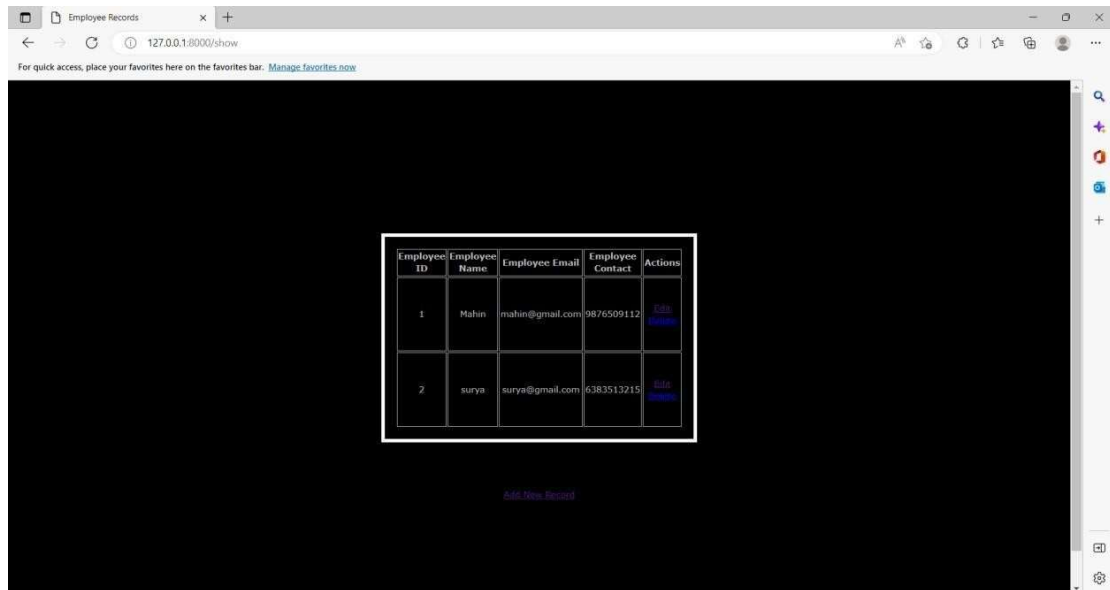 Employee Records
127.0.0.1:8000/show
For quick access, place your favorites here on the favorites bar. Manage favorites now
Employee ID Employee Name Employee Email Employee Contact Actions
1 Mahin mahin@gmail.com 9876509112 Edit Delete
2 surya surya@gmail.com 6383513215 Edit Delete
Add New Record